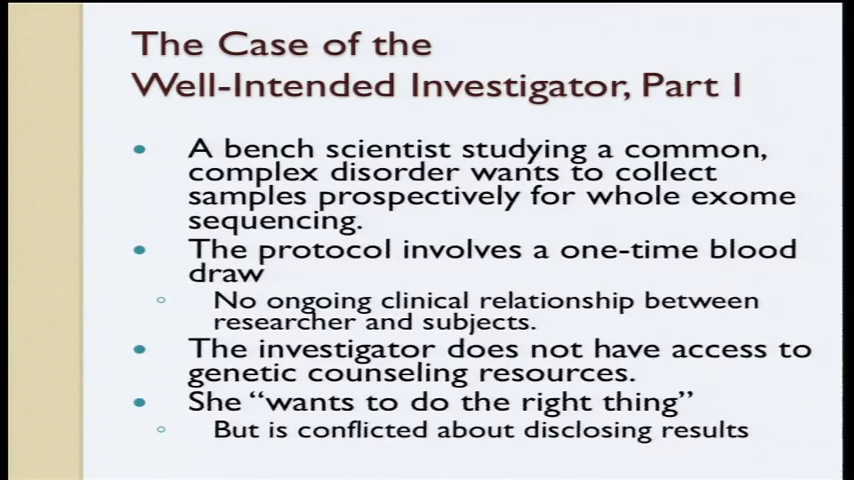 The Case of the
Well-Intended Investigator, Part I
• A bench scientist studying a common,
complex disorder wants to collect
samples prospectively for whole exome
sequencing.
• The protocol involves a one-time blood
draw
◦ No ongoing clinical relationship between
researcher and subjects.
• The investigator does not have access to
genetic counseling resources.
• She “wants to do the right thing”
◦ But is conflicted about disclosing results